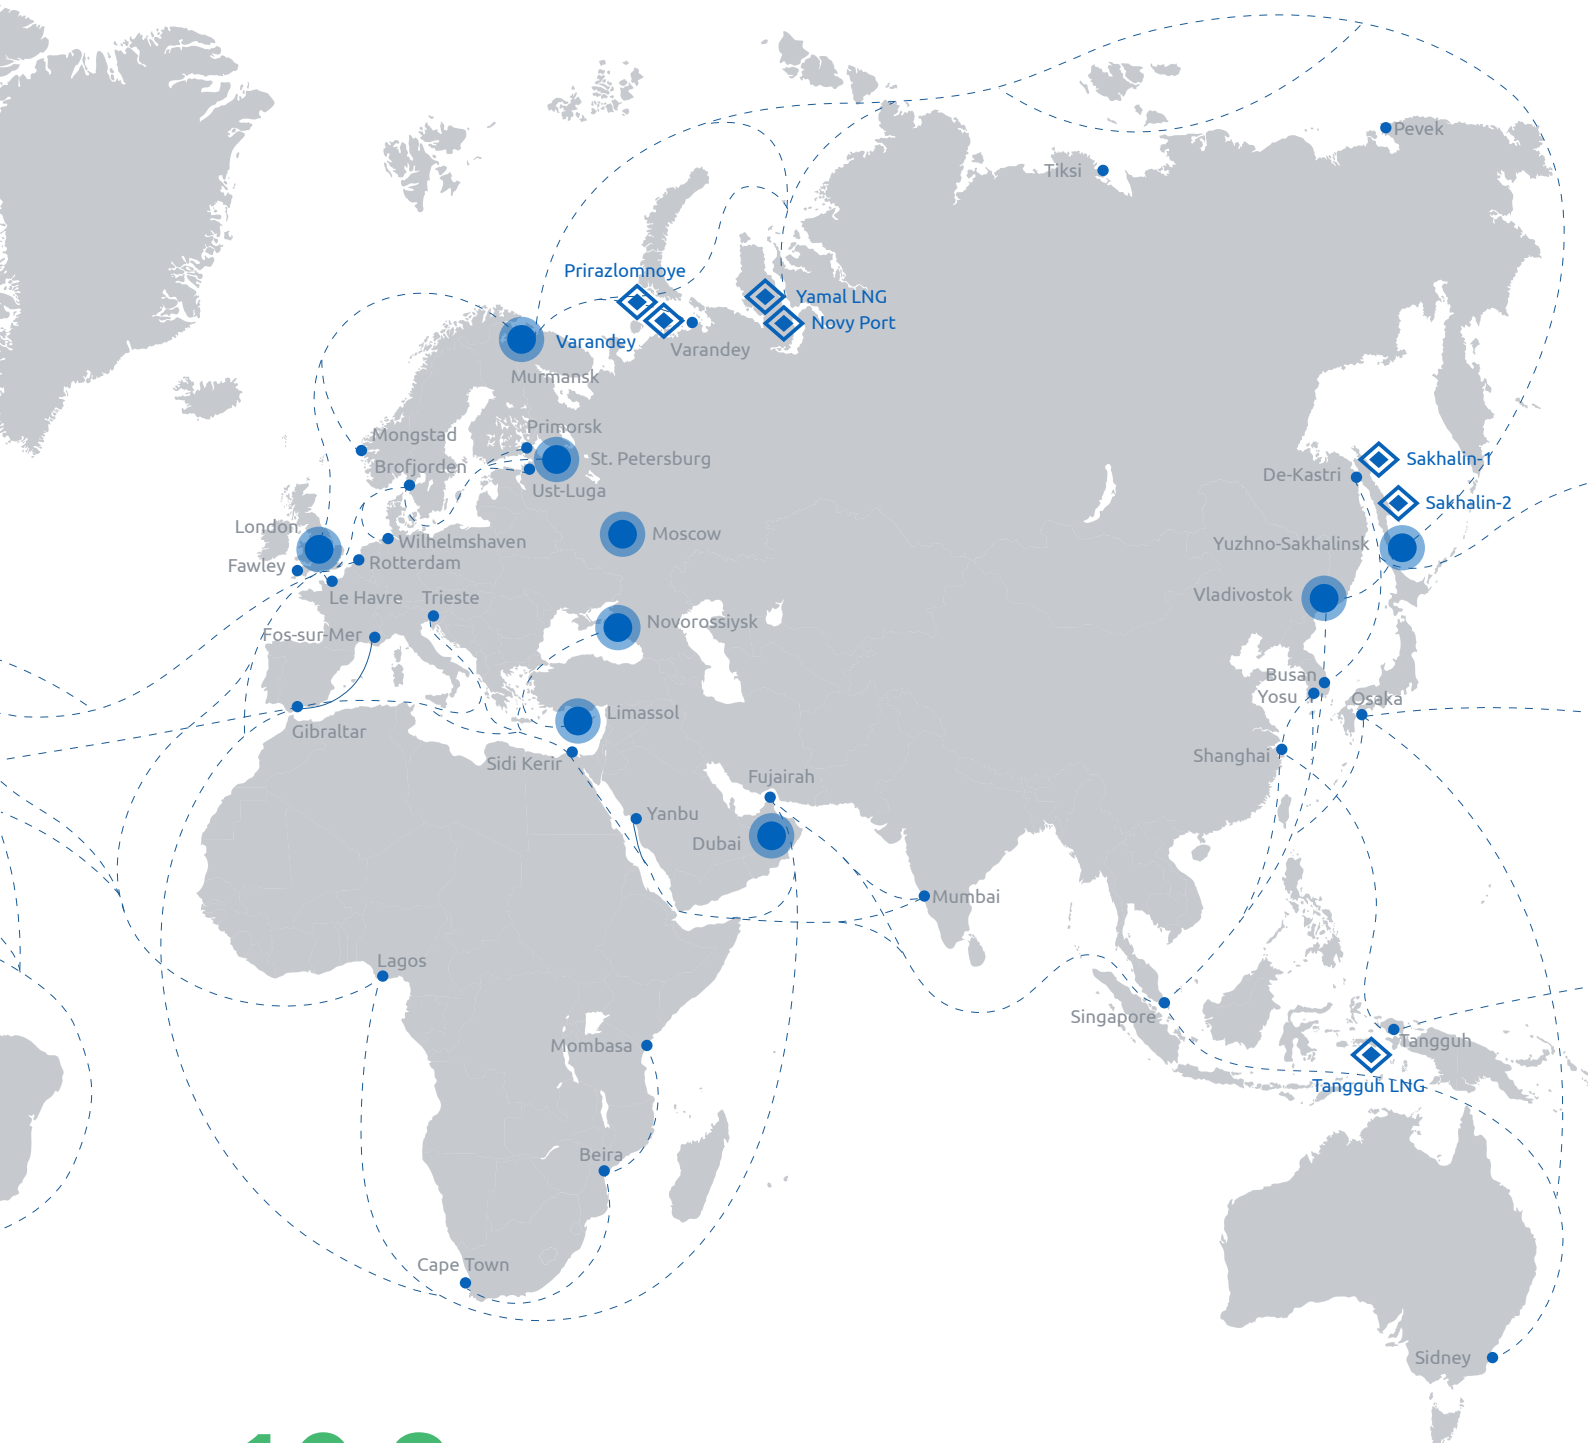 Pevek
Tiksi
Prirazlomnoye
Yamal LNG
Novy Port
Varandey
Varandey
Murmansk
Primorsk
Mongstad
St. Petersburg
Brofjorden
Ust-Luga
Sakhalin-1
De-Kastri
Sakhalin-2
London
Moscow
Wilhelmshaven
Yuzhno-Sakhalinsk
Fawley
Rotterdam
Le Havre
Trieste
Vladivostok
Novorossiysk
Fos-sur-Mer
Busan
Yosu
Osaka
Limassol
Gibraltar
Shanghai
Sidi Kerir
Fujairah
Yanbu
Dubai
Mumbai
Lagos
Singapore
Mombasa
Tangguh
Tangguh LNG
Beira
Cape Town
Sidney